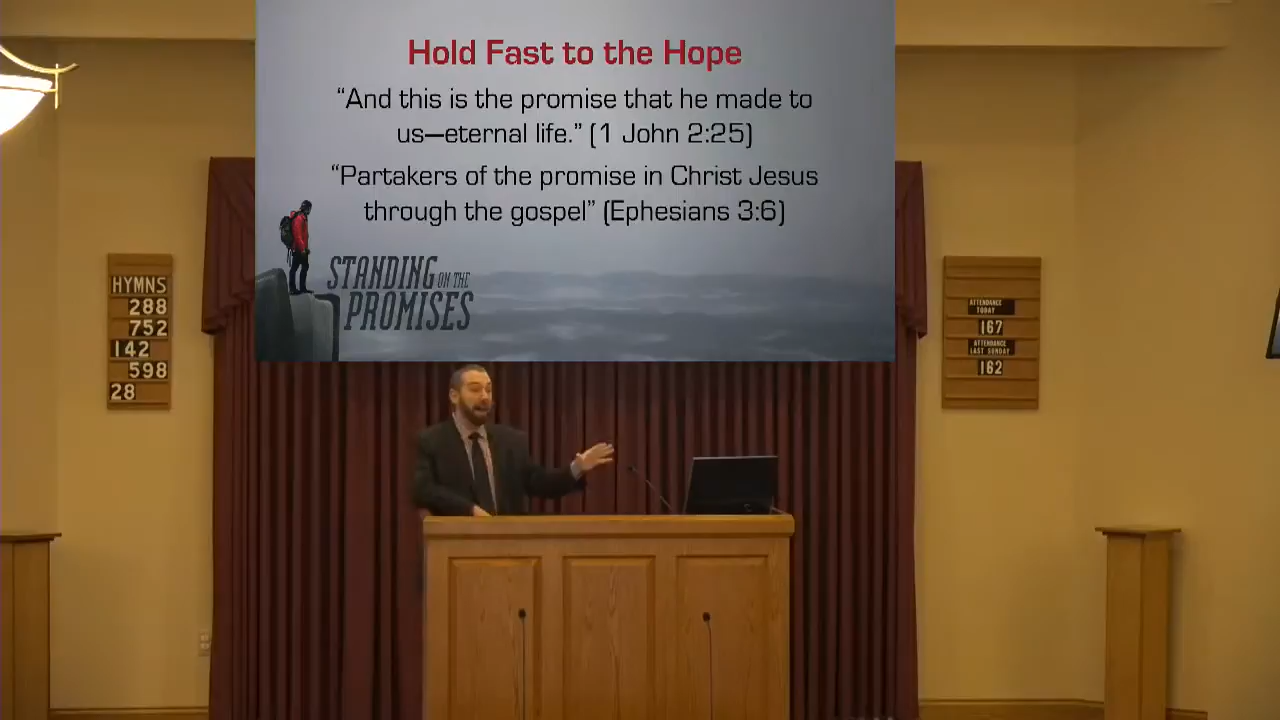 Hold Fast to the Hope
“And this is the promise that he made to
us—eternal life.” (1 John 2:25)
“Partakers of the promise in Christ Jesus
through the gospel” (Ephesians 3:6)
STANDING ON THE
PROMISES
HYMNS
288
752
142
598
28
ATTENDANCE
TODAY
167
ATTENDANCE
LAST SUNDAY
162